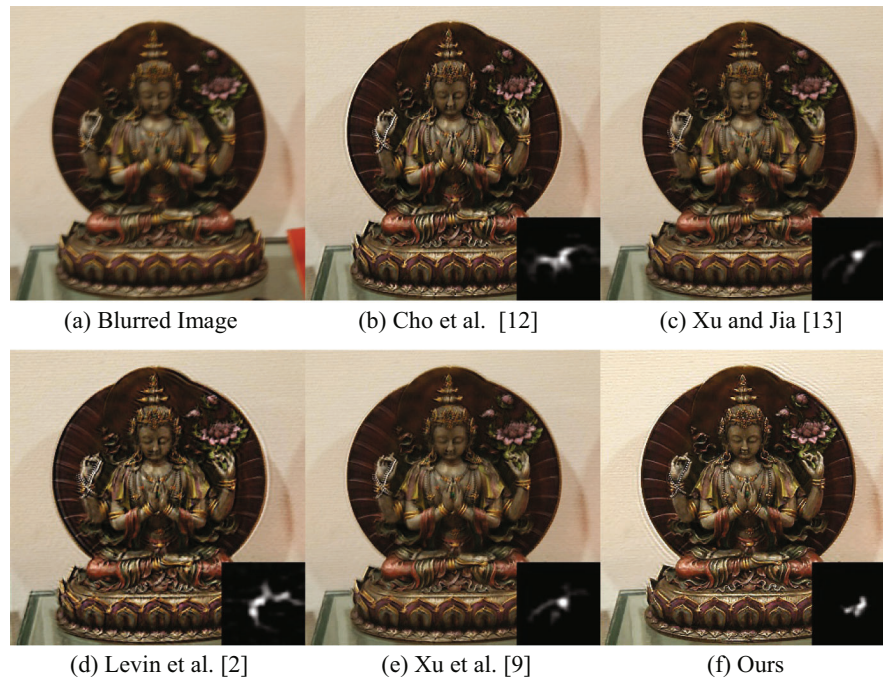 (a) Blurred Image
(b) Cho et al. [12]
(c) Xu and Jia [13]
(d) Levin et al. [2]
(e) Xu et al. [9]
(f) Ours